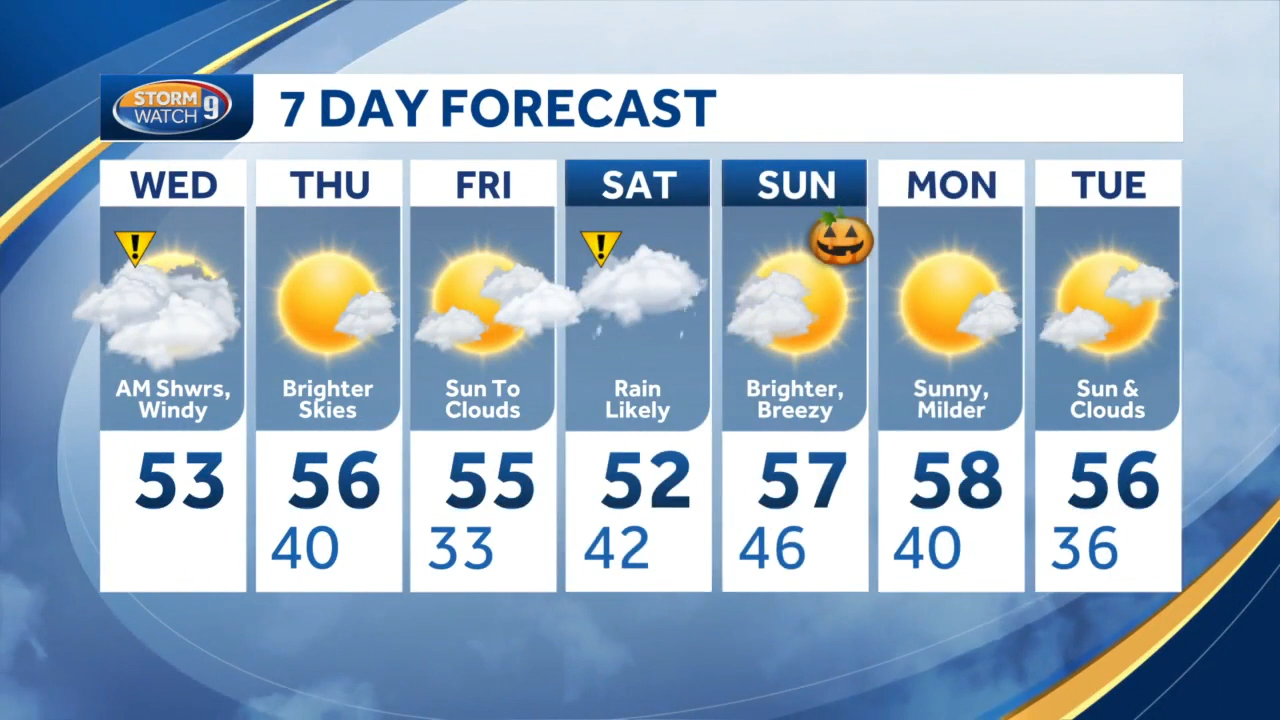 STORM
WATCH 9
7 DAY FORECAST
WED
THU
FRI
SAT
SUN
MON
TUE
!
!
AM Shwrs,
Windy
Brighter
Skies
Sun To
Clouds
Rain
Likely
Brighter,
Breezy
Sunny,
Milder
Sun &
Clouds
53
56
55
52
57
58
56
40
33
42
46
40
36